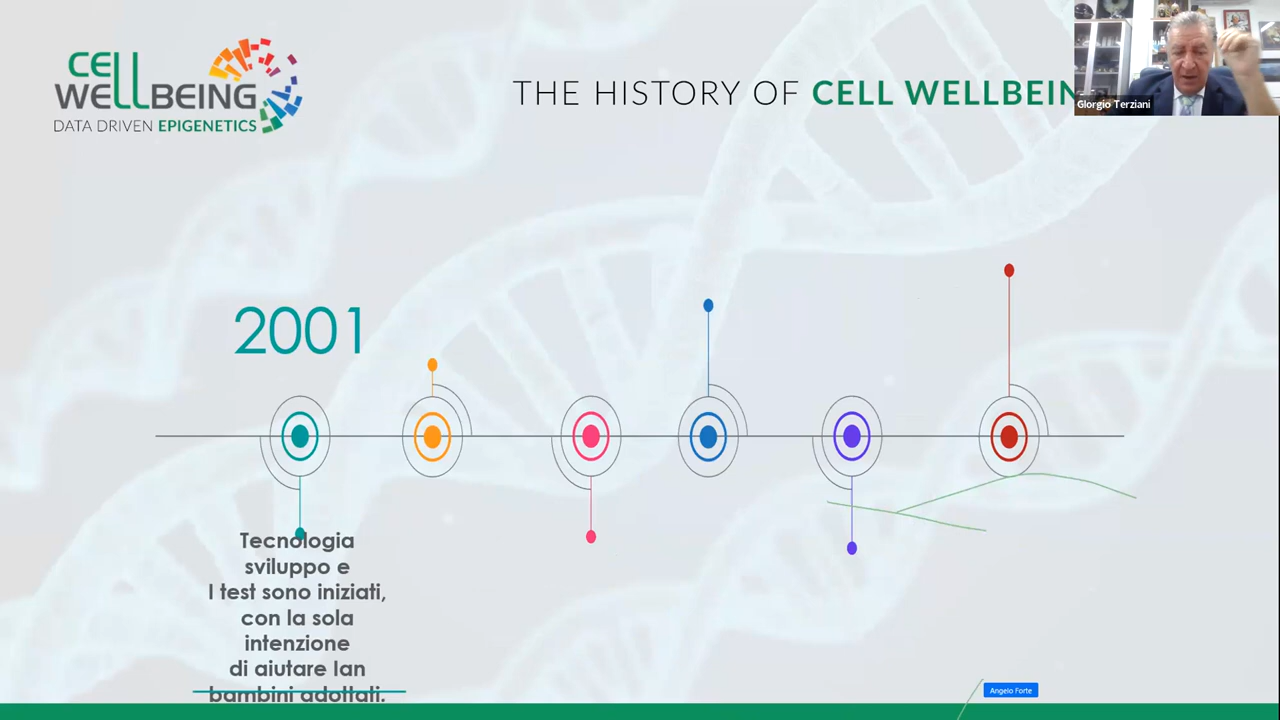 CELL
WELLBEING
DATA DRIVEN EPIGENETICS
THE HISTORY OF CELL WELLBEIN
GIorgio Terziani
2001
Tecnologia
sviluppo e
I test sono iniziati,
con la sola
intenzione
di aiutare Ian
bambini adottati.
Angelo Forte